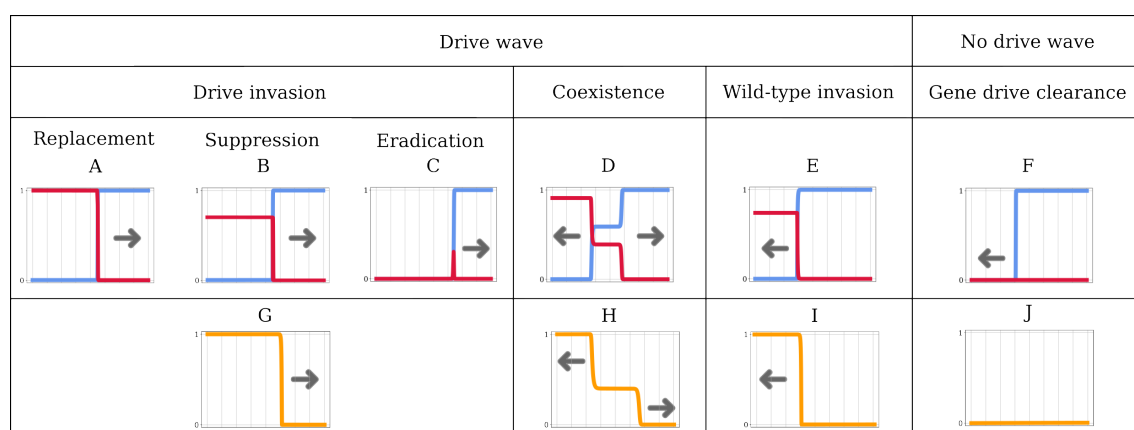 Drive wave No drive wave
Drive invasion Coexistence Wild-type invasion Gene drive clearance
Replacement Suppression Eradication
A B C D E F
1 1 1 1 1 1
0 0 0 0 0 0
G H I J
1 1 1 1
0 0 0 0